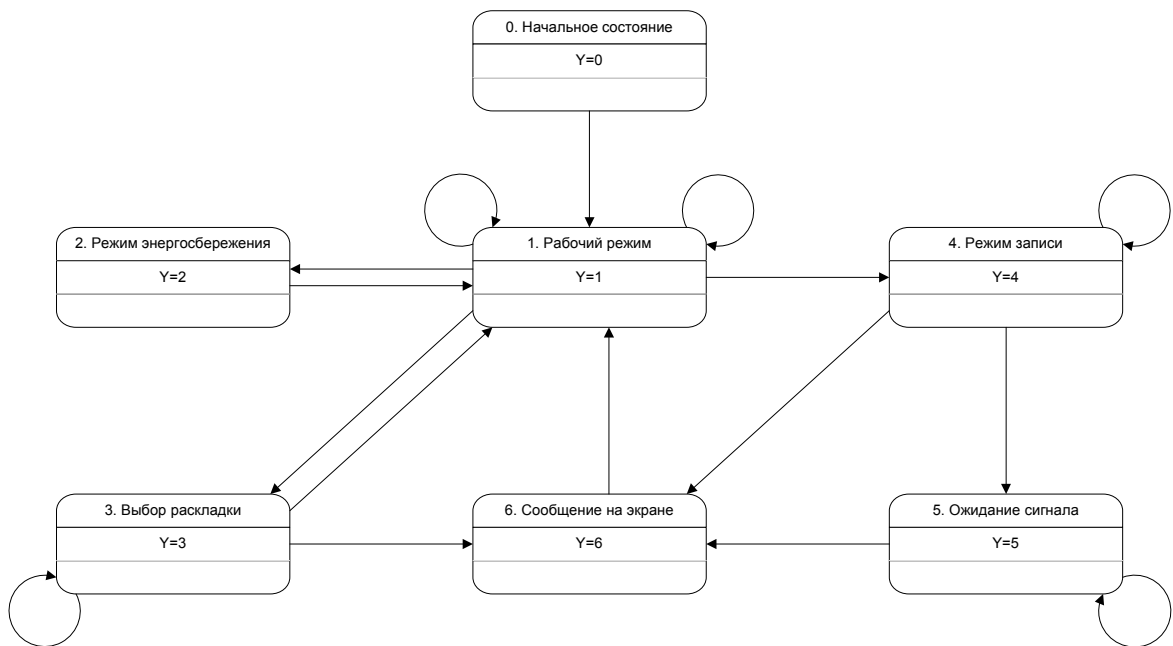 0. Начальное состояние
Y=0
2. Режим энергосбережения
Y=2
1. Рабочий режим
Y=1
4. Режим записи
Y=4
3. Выбор раскладки
Y=3
6. Сообщение на экране
Y=6
5. Ожидание сигнала
Y=5